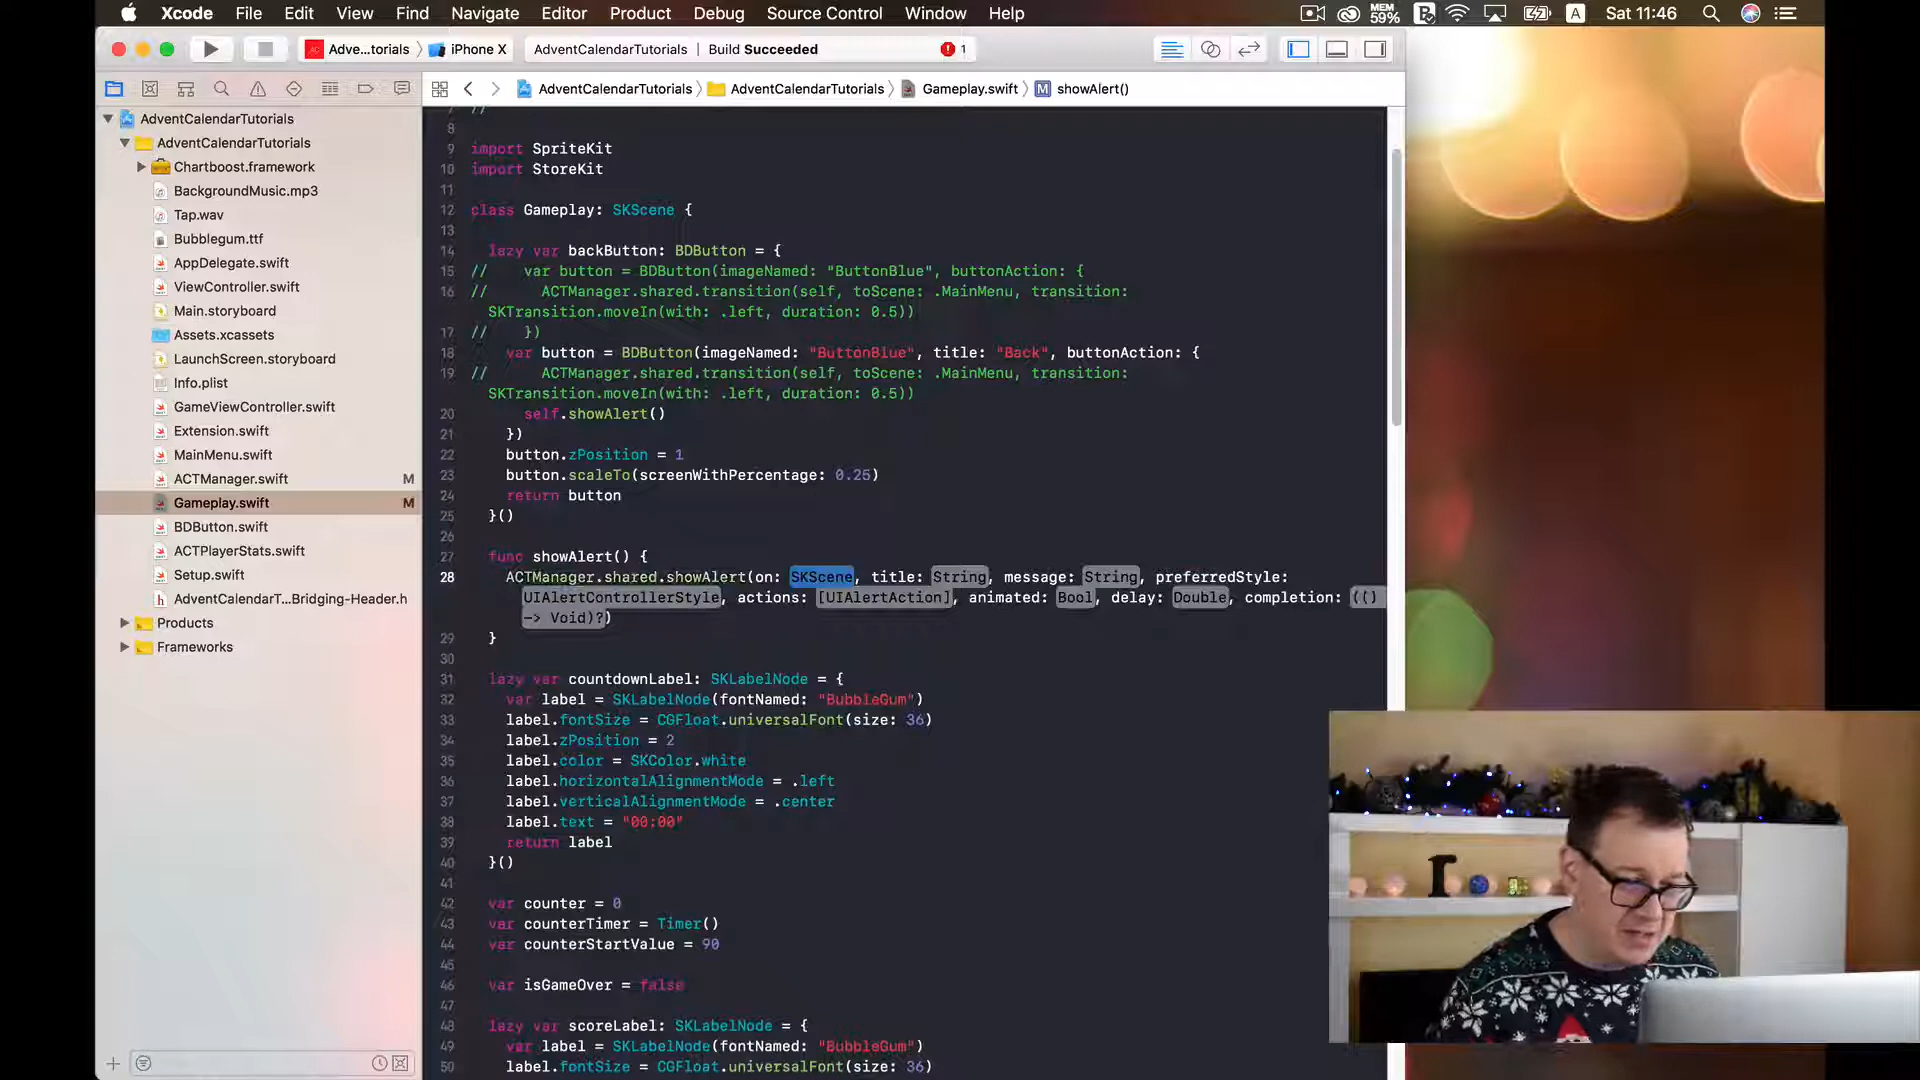 Xcode File Edit View Find Navigate Editor Product Debug Source Control Window Help MEM 59% A Sat 11:46
Adve...torials iPhone X AdventCalendarTutorials | Build Succeeded 1
AdventCalendarTutorials AdventCalendarTutorials Gameplay.swift M showAlert()
AdventCalendarTutorials
AdventCalendarTutorials
Chartboost.framework
BackgroundMusic.mp3
Tap.wav
Bubblegum.ttf
AppDelegate.swift
ViewController.swift
Main.storyboard
Assets.xcassets
LaunchScreen.storyboard
Info.plist
GameViewController.swift
Extension.swift
MainMenu.swift
ACTManager.swift M
Gameplay.swift M
BDButton.swift
ACTPlayerStats.swift
Setup.swift
AdventCalendarT...Bridging-Header.h
Products
Frameworks
7 //
8
9 import SpriteKit
10 import StoreKit
11
12 class Gameplay: SKScene {
13
14 lazy var backButton: BDButton = {
15 // var button = BDButton(imageNamed: "ButtonBlue", buttonAction: {
16 // ACTManager.shared.transition(self, toScene: .MainMenu, transition:
SKTransition.moveIn(with: .left, duration: 0.5))
17 // })
18 var button = BDButton(imageNamed: "ButtonBlue", title: "Back", buttonAction: {
19 // ACTManager.shared.transition(self, toScene: .MainMenu, transition:
SKTransition.moveIn(with: .left, duration: 0.5))
20 self.showAlert()
21 })
22 button.zPosition = 1
23 button.scaleTo(screenWithPercentage: 0.25)
24 return button
25 }()
26
27 func showAlert() {
28 ACTManager.shared.showAlert(on: SKScene, title: String, message: String, preferredStyle:
UIAlertControllerStyle, actions: [UIAlertAction], animated: Bool, delay: Double, completion: (()
-> Void)?)
29 }
30
31 lazy var countdownLabel: SKLabelNode = {
32 var label = SKLabelNode(fontNamed: "BubbleGum")
33 label.fontSize = CGFloat.universalFont(size: 36)
34 label.zPosition = 2
35 label.color = SKColor.white
36 label.horizontalAlignmentMode = .left
37 label.verticalAlignmentMode = .center
38 label.text = "00:00"
39 return label
40 }()
41
42 var counter = 0
43 var counterTimer = Timer()
44 var counterStartValue = 90
45
46 var isGameOver = false
47
48 lazy var scoreLabel: SKLabelNode = {
49 var label = SKLabelNode(fontNamed: "BubbleGum")
50 label.fontSize = CGFloat.universalFont(size: 36)